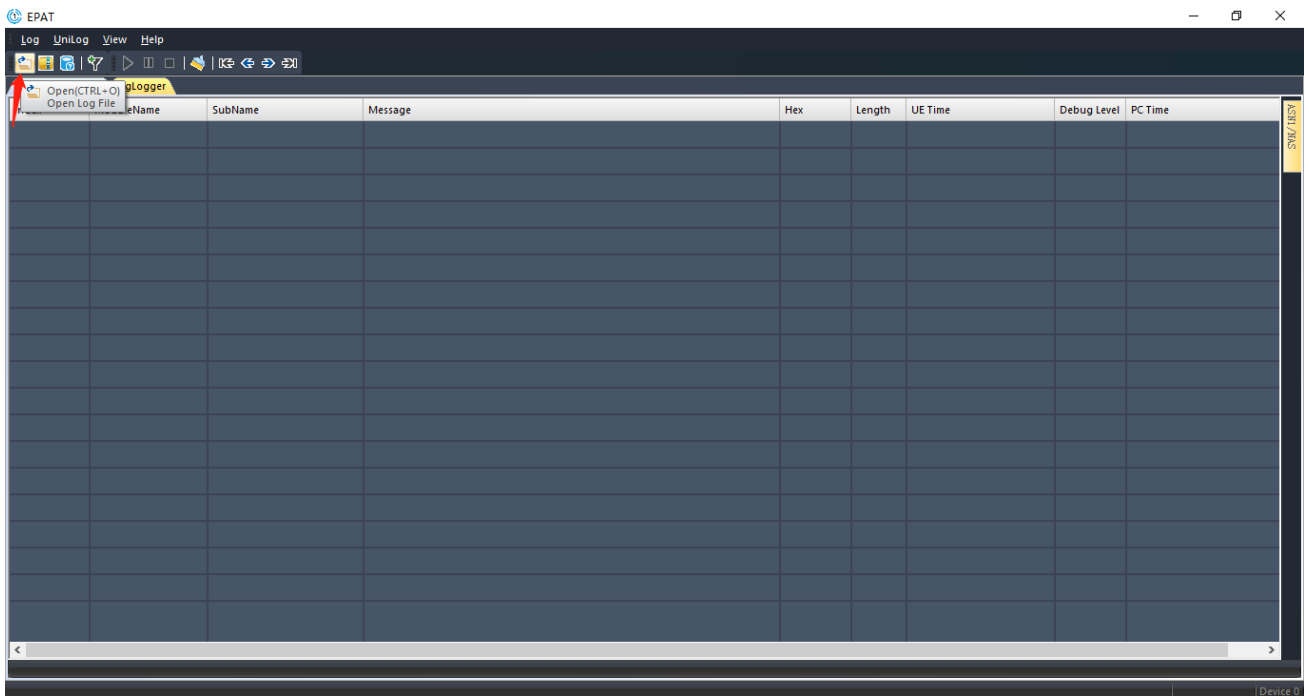 EPAT
Log UniLog View Help
Open(CTRL+O)
Open Log File
gLogger
eName SubName Message Hex Length UE Time Debug Level PC Time
ASN1/NAS
Device 0